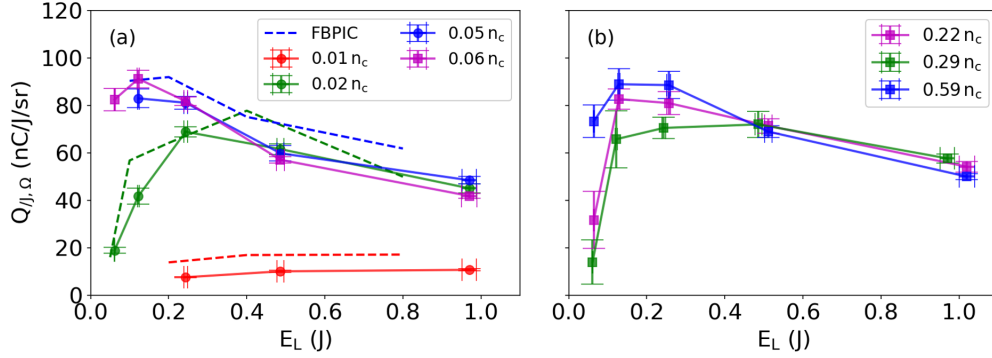 120
100
80
60
40
20
0
Q/J, Ω (nC/J/sr)
(a)
FBPIC
0.01 nc
0.02 nc
0.05 nc
0.06 nc
0.0 0.2 0.4 0.6 0.8 1.0
EL (J)
(b)
0.22 nc
0.29 nc
0.59 nc
0.0 0.2 0.4 0.6 0.8 1.0
EL (J)